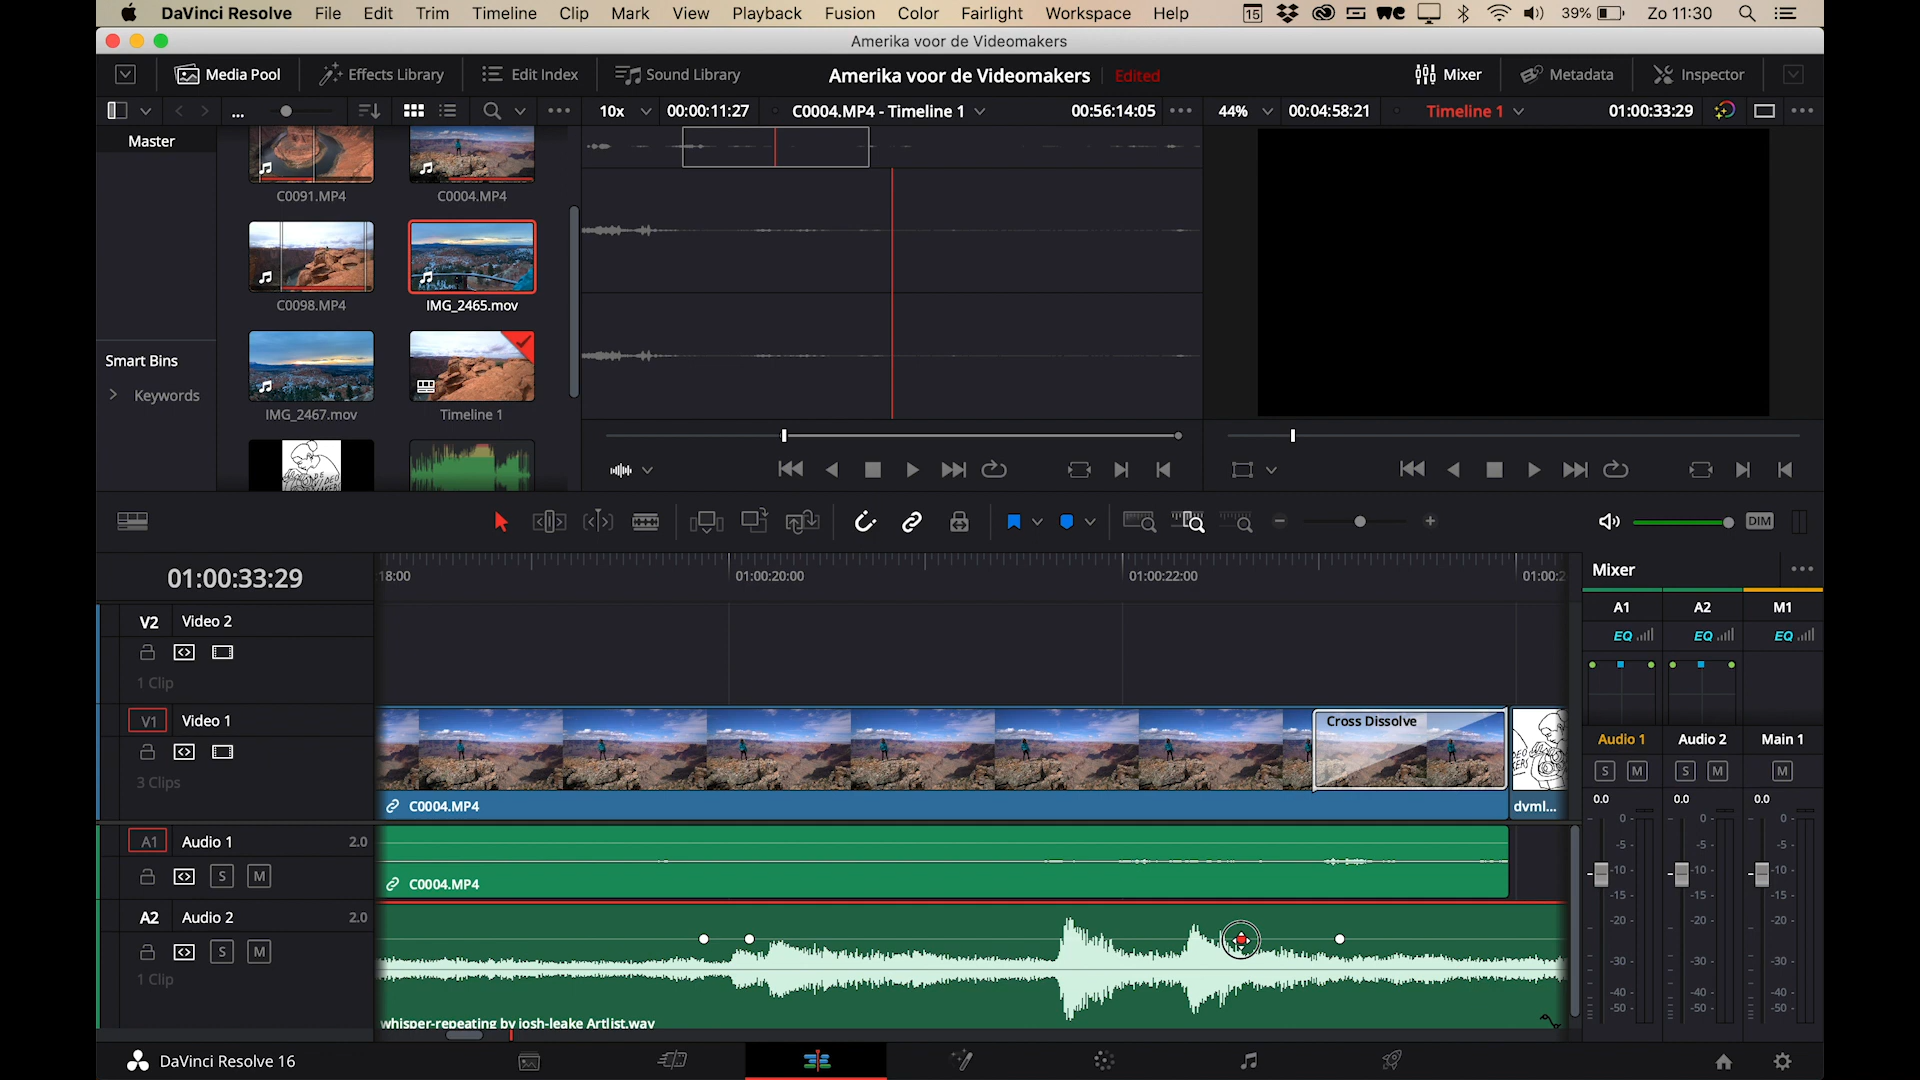 DaVinci Resolve File Edit Trim Timeline Clip Mark View Playback Fusion Color Fairlight Workspace Help 15 39% Zo 11:30
Amerika voor de Videomakers
Media Pool Effects Library Edit Index Sound Library Amerika voor de Videomakers Edited Mixer Metadata Inspector
... 10x 00:00:11:27 C0004.MP4 - Timeline 1 00:56:14:05 44% 00:04:58:21 Timeline 1 01:00:33:29
Master
C0091.MP4 C0004.MP4
C0098.MP4 IMG_2465.mov
Smart Bins
Keywords
IMG_2467.mov Timeline 1
DIM
01:00:33:29 18:00 01:00:20:00 01:00:22:00 01:00:2
Mixer
A1 A2 M1
EQ EQ EQ
V2 Video 2
1 Clip
V1 Video 1
3 Clips
Cross Dissolve
C0004.MP4 dvml...
Audio 1 Audio 2 Main 1
S M S M M
0.0 0.0 0.0
A1 Audio 1 2.0
S M
C0004.MP4
A2 Audio 2 2.0
S M
1 Clip
whisper-repeating by josh-leake Artlist.wav
0 -5 -10 -15 -20 -30 -40 -50
0 -5 -10 -15 -20 -30 -40 -50
0 -5 -10 -15 -20 -30 -40 -50
DaVinci Resolve 16